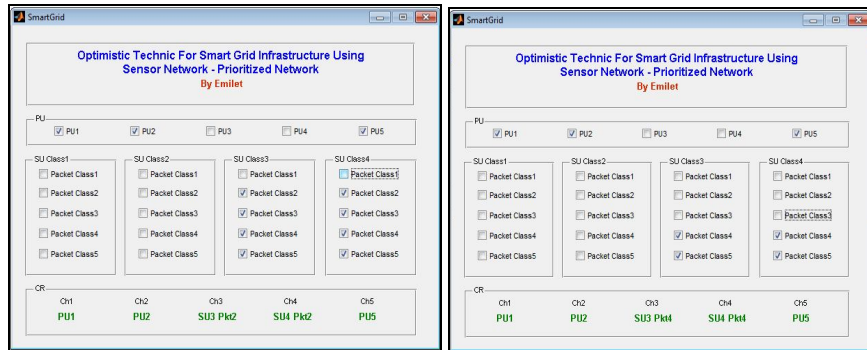 SmartGrid
Optimistic Technic For Smart Grid Infrastructure Using
Sensor Network - Prioritized Network
By Emilet
PU
PU1 PU2 PU3 PU4 PU5
SU Class1 SU Class2 SU Class3 SU Class4
Packet Class1 Packet Class1 Packet Class1 Packet Class1
Packet Class2 Packet Class2 Packet Class2 Packet Class2
Packet Class3 Packet Class3 Packet Class3 Packet Class3
Packet Class4 Packet Class4 Packet Class4 Packet Class4
Packet Class5 Packet Class5 Packet Class5 Packet Class5
CR
Ch1 Ch2 Ch3 Ch4 Ch5
PU1 PU2 SU3 Pkt2 SU4 Pkt2 PU5
SmartGrid
Optimistic Technic For Smart Grid Infrastructure Using
Sensor Network - Prioritized Network
By Emilet
PU
PU1 PU2 PU3 PU4 PU5
SU Class1 SU Class2 SU Class3 SU Class4
Packet Class1 Packet Class1 Packet Class1 Packet Class1
Packet Class2 Packet Class2 Packet Class2 Packet Class2
Packet Class3 Packet Class3 Packet Class3 Packet Class3
Packet Class4 Packet Class4 Packet Class4 Packet Class4
Packet Class5 Packet Class5 Packet Class5 Packet Class5
CR
Ch1 Ch2 Ch3 Ch4 Ch5
PU1 PU2 SU3 Pkt4 SU4 Pkt4 PU5